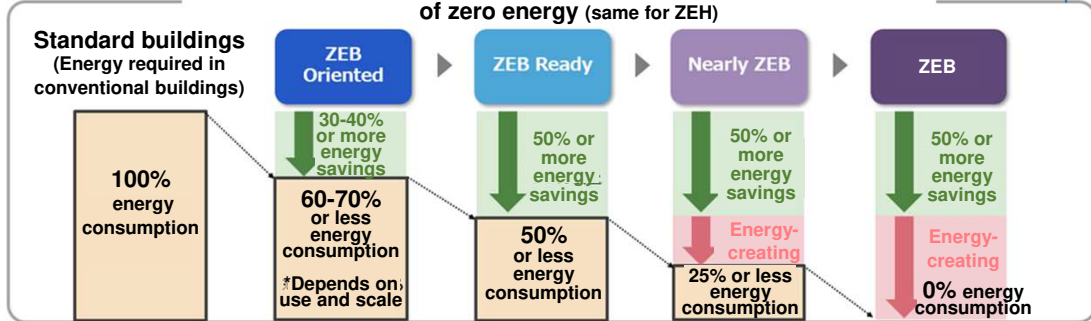 of zero energy (same for ZEH)
Standard buildings
(Energy required in
conventional buildings)
ZEB
Oriented
ZEB Ready
Nearly ZEB
ZEB
100%
energy
consumption
30-40%
or more
energy
savings
60-70%
or less
energy
consumption
*Depends on
use and scale
50% or
more
energy
savings
50%
or less
energy
consumption
50% or
more
energy
savings
Energy-
creating
25% or less
energy
consumption
50% or
more
energy
savings
Energy-
creating
0% energy
consumption